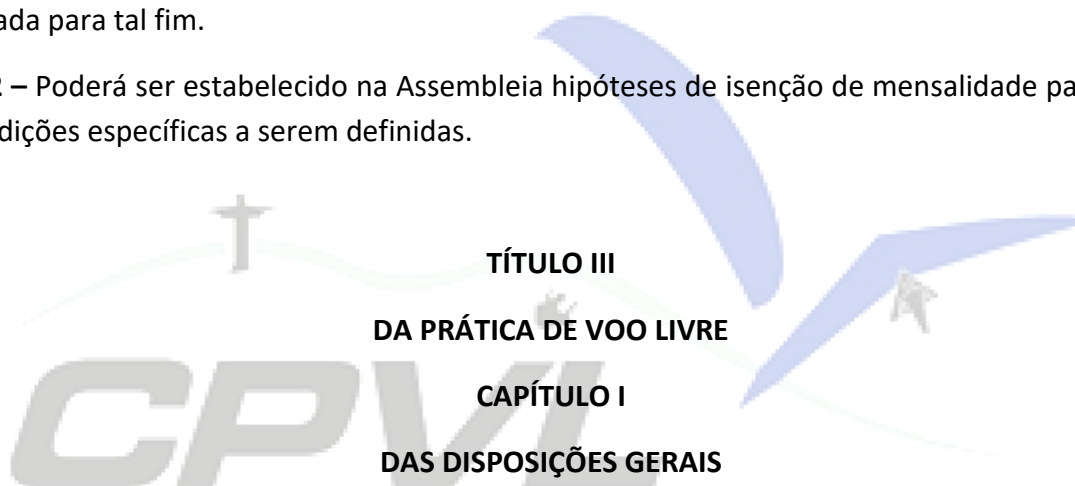 ada para tal fim.
2 – Poderá ser estabelecido na Assembleia hipóteses de isenção de mensalidade pa
dições específicas a serem definidas.
TÍTULO III
DA PRÁTICA DE VOO LIVRE
CAPÍTULO I
CPVL
DAS DISPOSIÇÕES GERAIS